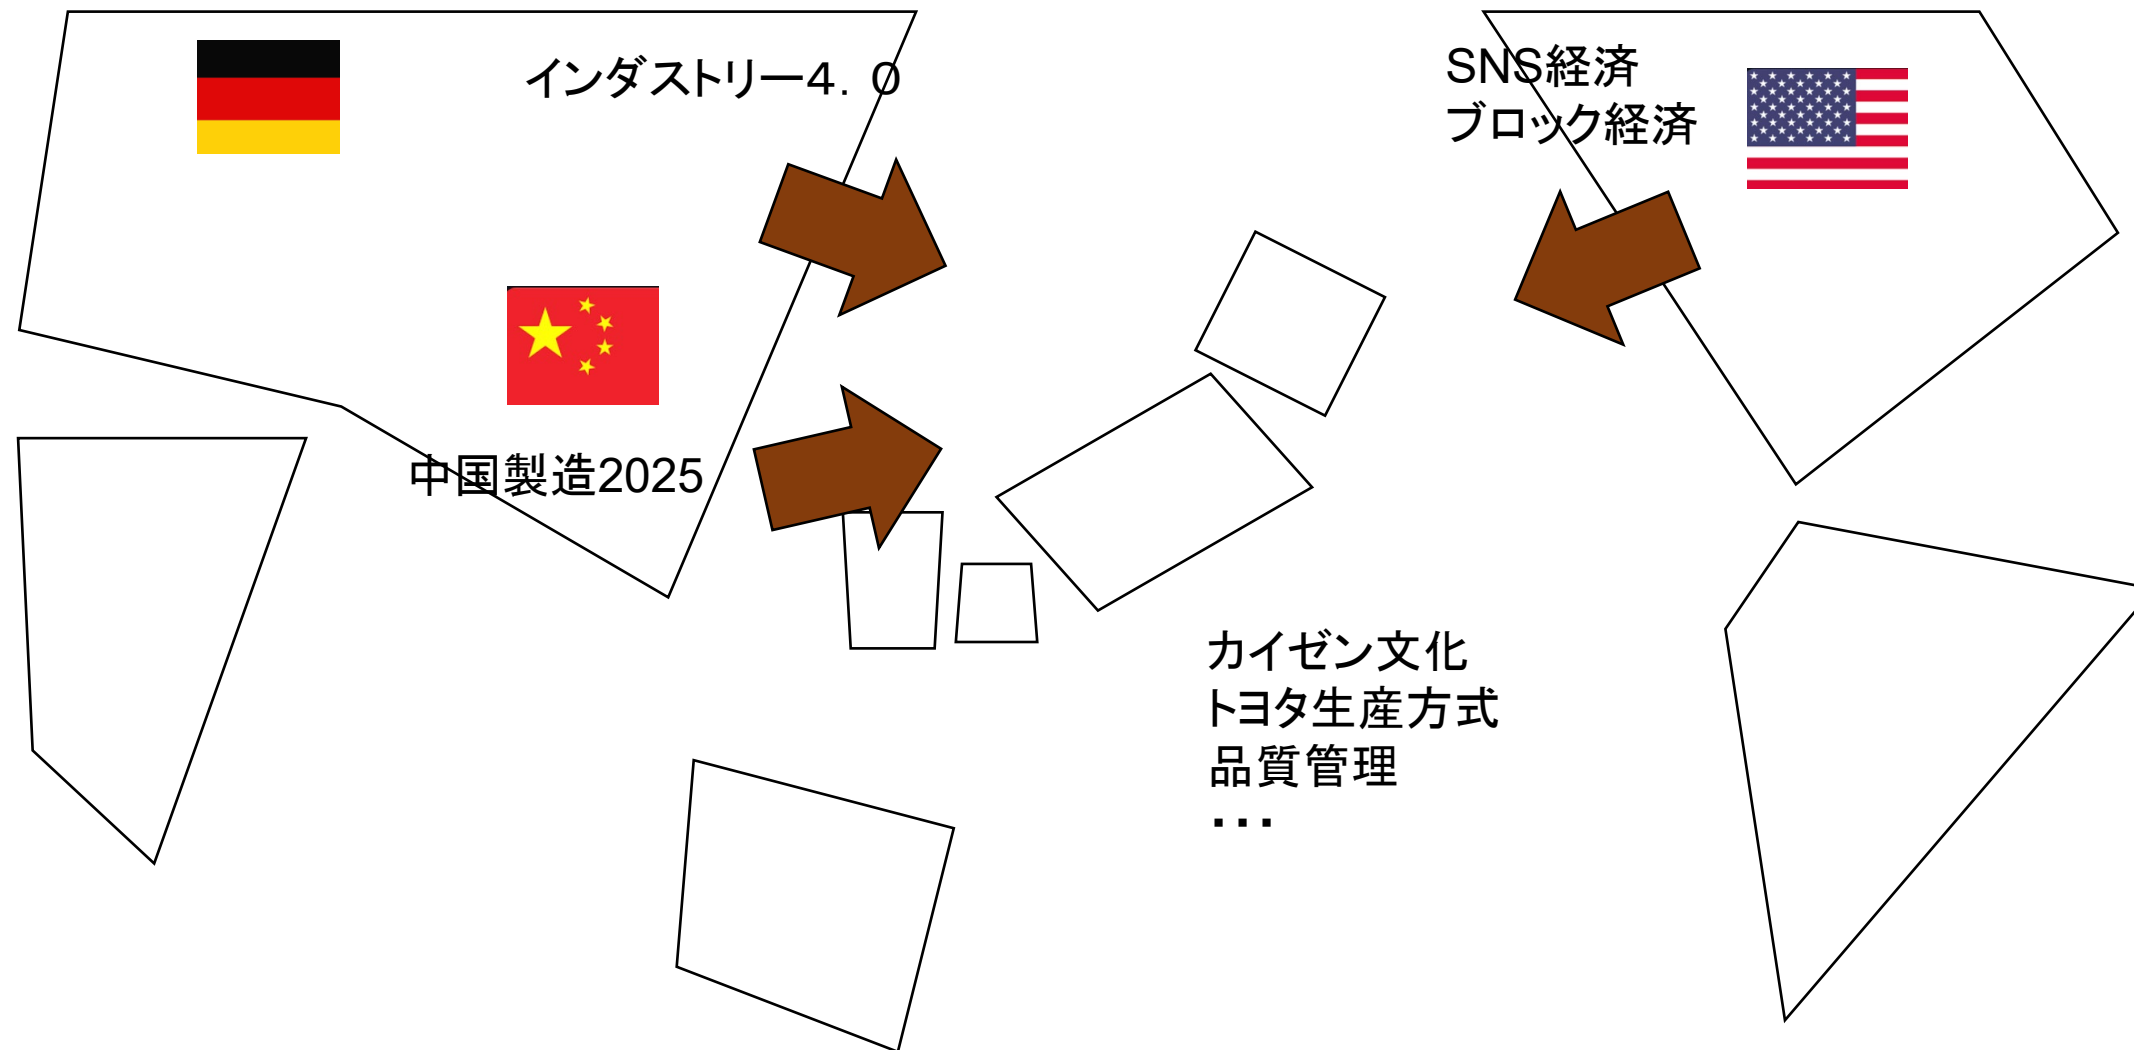 インダストリー4．0
SNS経済
ブロック経済
中国製造2025
カイゼン文化
トヨタ生産方式
品質管理
・・・